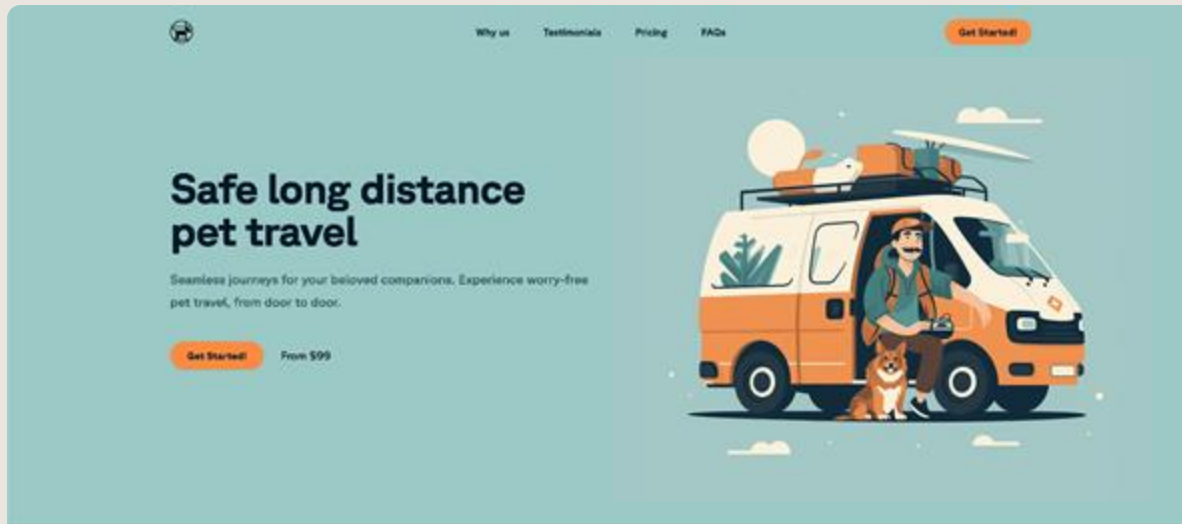 Why us
Testimonials
Pricing
FAQs
Get Started!
Safe long distance
pet travel
Seamless journeys for your beloved companions. Experience worry-free
pet travel, from door to door.
Get Started!
From $99